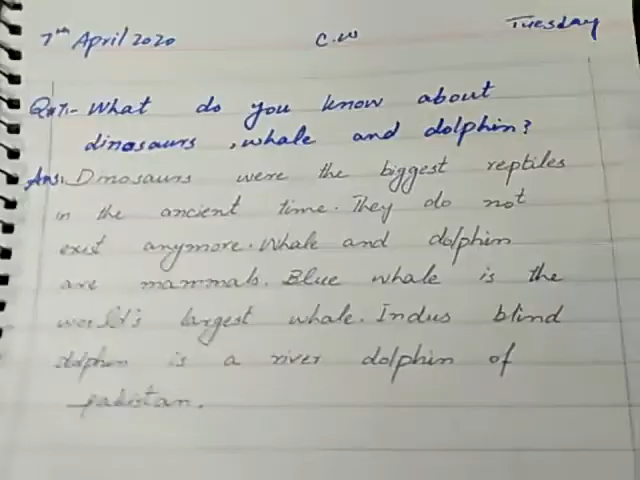 7th April 2020 C.W Tuesday
Q#1:- What do you know about
dinasaurs , whale and dolphin?
Ans: Dinosaurs were the biggest reptiles
in the ancient time. They do not
exist anymore. Whale and dolphin
are mammals. Blue whale is the
world's largest whale. Indus blind
dolphin is a river dolphin of
pakistan.